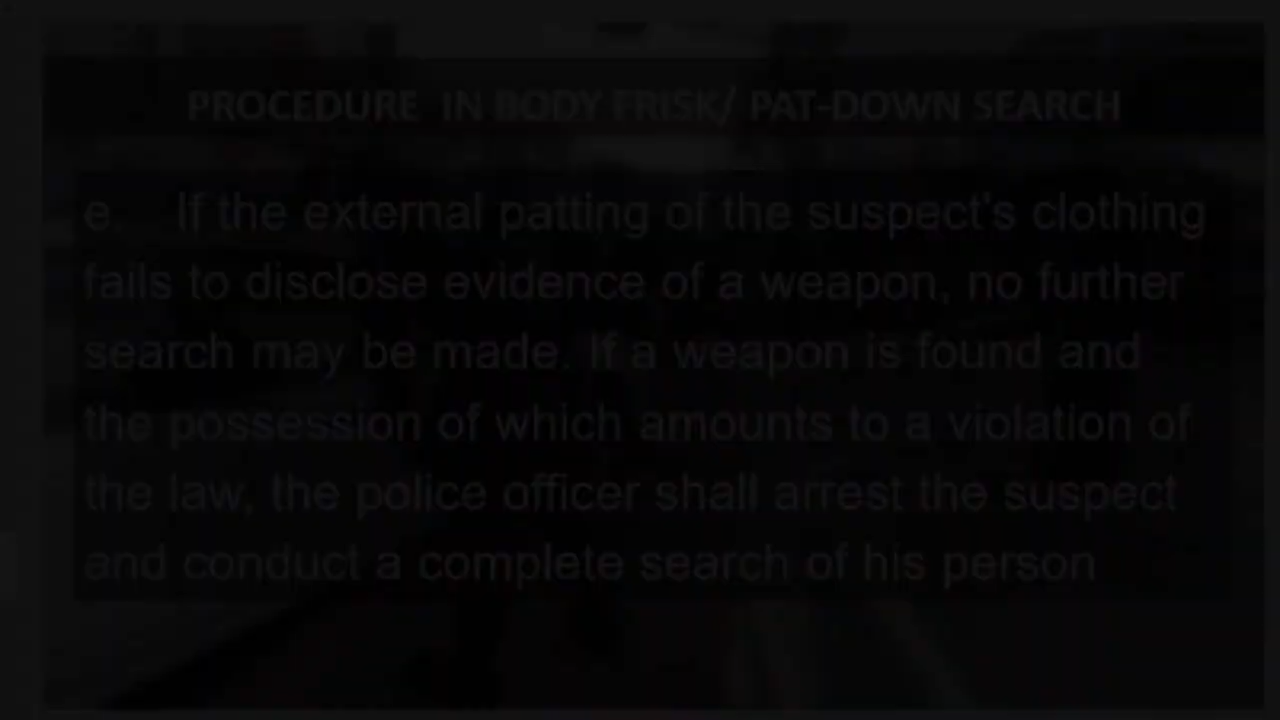 PROCEDURE IN BODY FRISK/ PAT-DOWN SEARCH
e. If the external patting of the suspect's clothing
fails to disclose evidence of a weapon, no further
search may be made. If a weapon is found and
the possession of which amounts to a violation of
the law, the police officer shall arrest the suspect
and conduct a complete search of his person